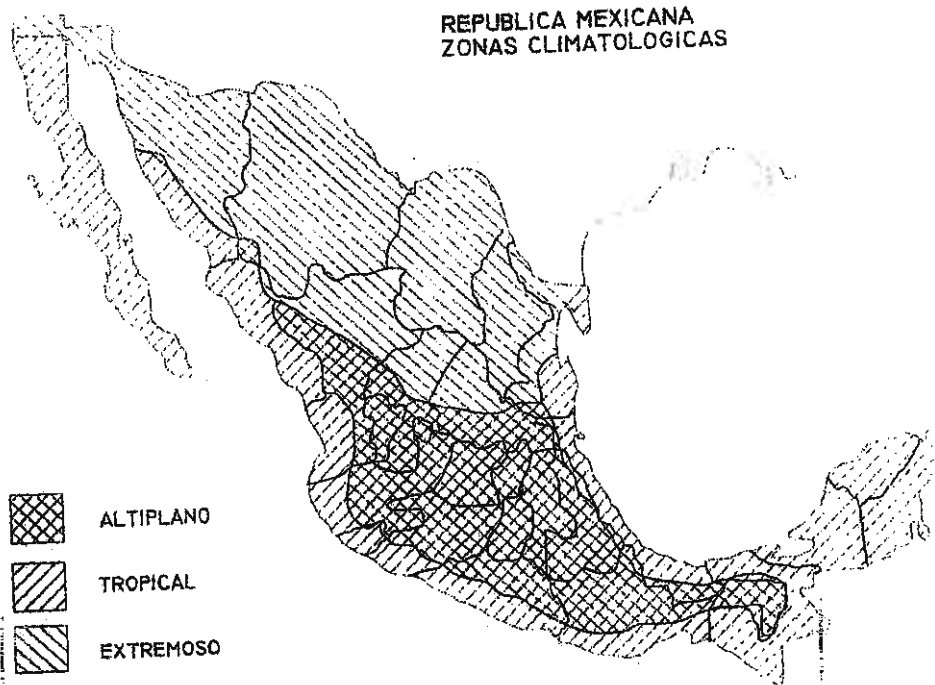 REPUBLICA MEXICANA
ZONAS CLIMATOLOGICAS
ALTIPLANO
TROPICAL
EXTREMOSO